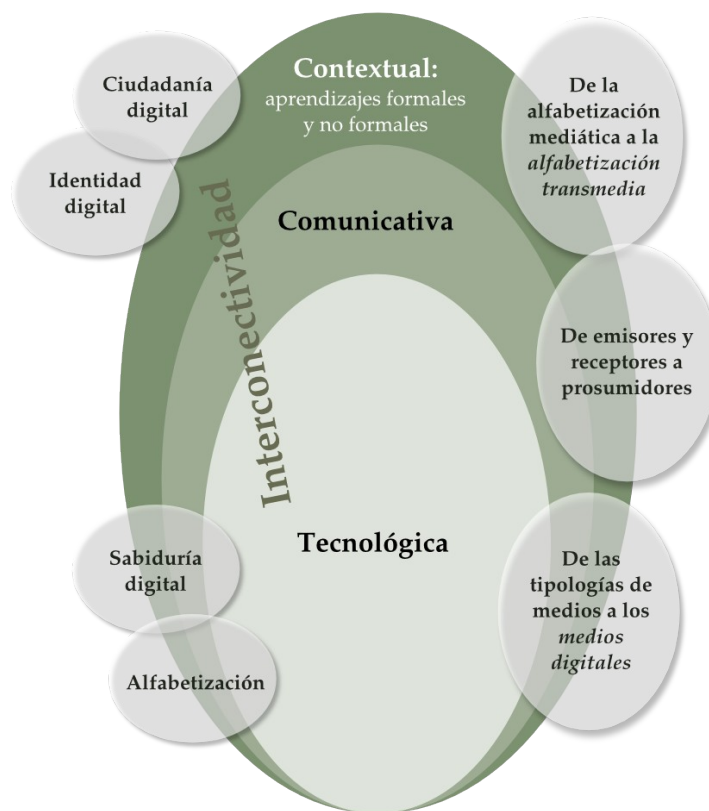 Contextual:
aprendizajes formales
y no formales
Ciudadanía
digital
Identidad
digital
De la
alfabetización
mediática a la
alfabetización
transmedia
Comunicativa
Interconectividad
De emisores y
receptores a
prosumidores
Tecnológica
Sabiduría
digital
Alfabetización
De las
tipologías de
medios a los
medios
digitales